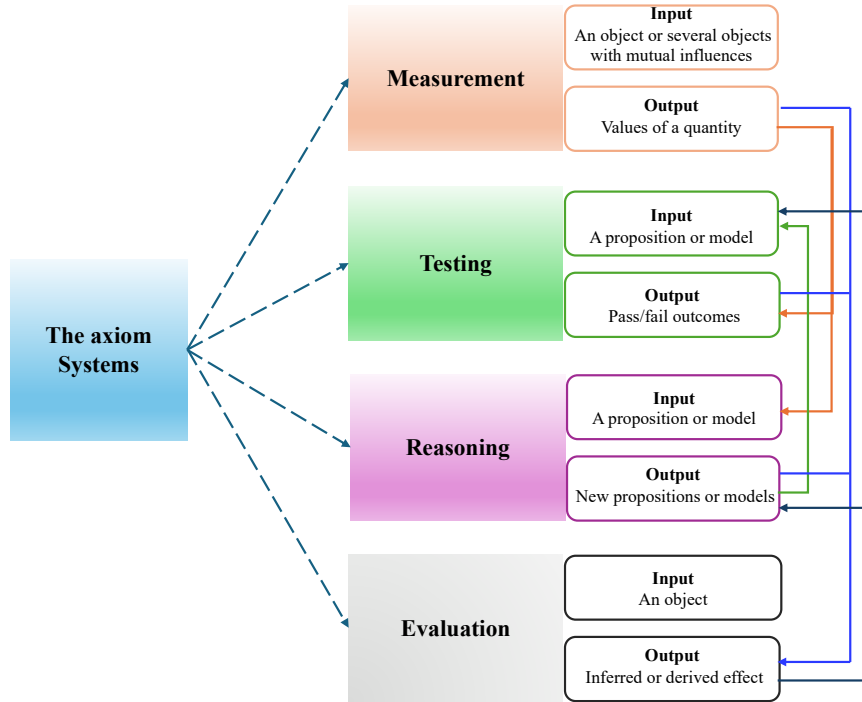 The axiom
Systems
Measurement
Input
An object or several objects
with mutual influences
Output
Values of a quantity
Testing
Input
A proposition or model
Output
Pass/fail outcomes
Reasoning
Input
A proposition or model
Output
New propositions or models
Evaluation
Input
An object
Output
Inferred or derived effect